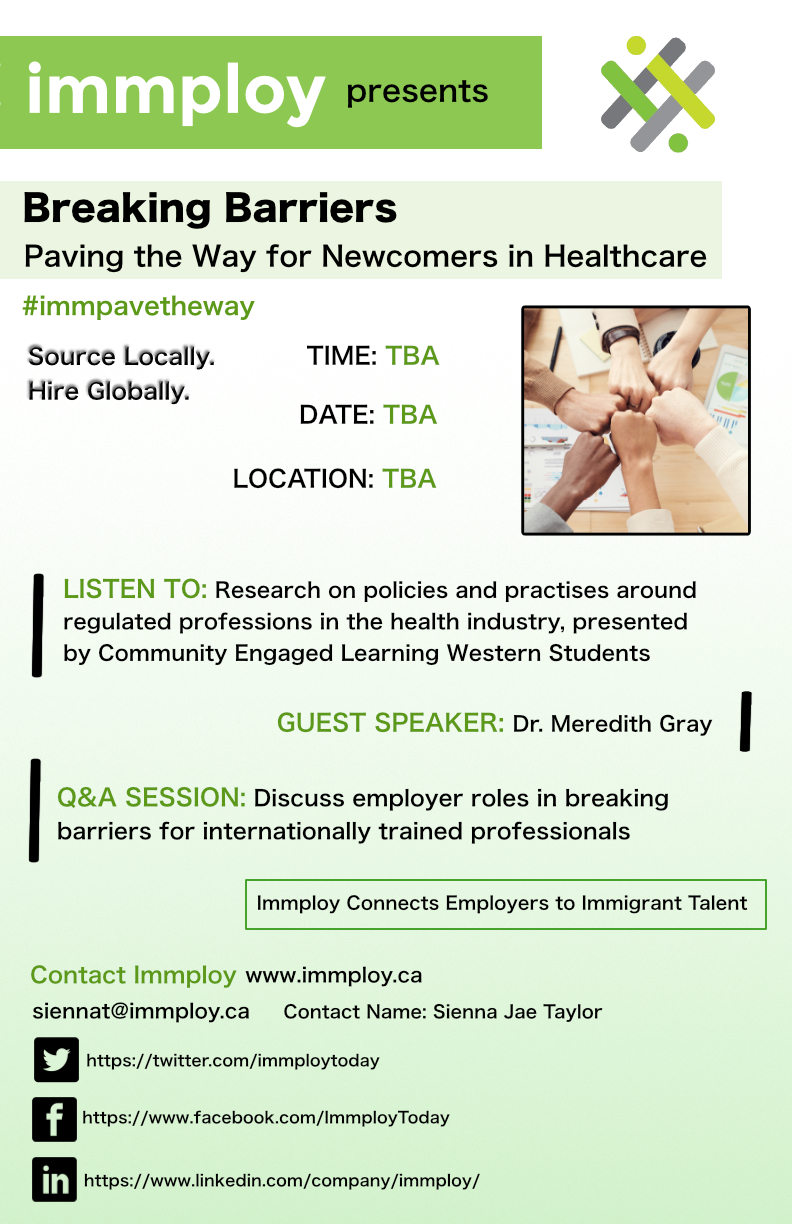 immploy presents
Breaking Barriers
Paving the Way for Newcomers in Healthcare
#immpavetheway
Source Locally.
Hire Globally.
TIME: TBA
DATE: TBA
LOCATION: TBA
LISTEN TO: Research on policies and practises around
regulated professions in the health industry, presented
by Community Engaged Learning Western Students
GUEST SPEAKER: Dr. Meredith Gray
Q&A SESSION: Discuss employer roles in breaking
barriers for internationally trained professionals
Immploy Connects Employers to Immigrant Talent
Contact Immploy www.immploy.ca
siennat@immploy.ca Contact Name: Sienna Jae Taylor
https://twitter.com/immploytoday
f https://www.facebook.com/ImmployToday
in https://www.linkedin.com/company/immploy/